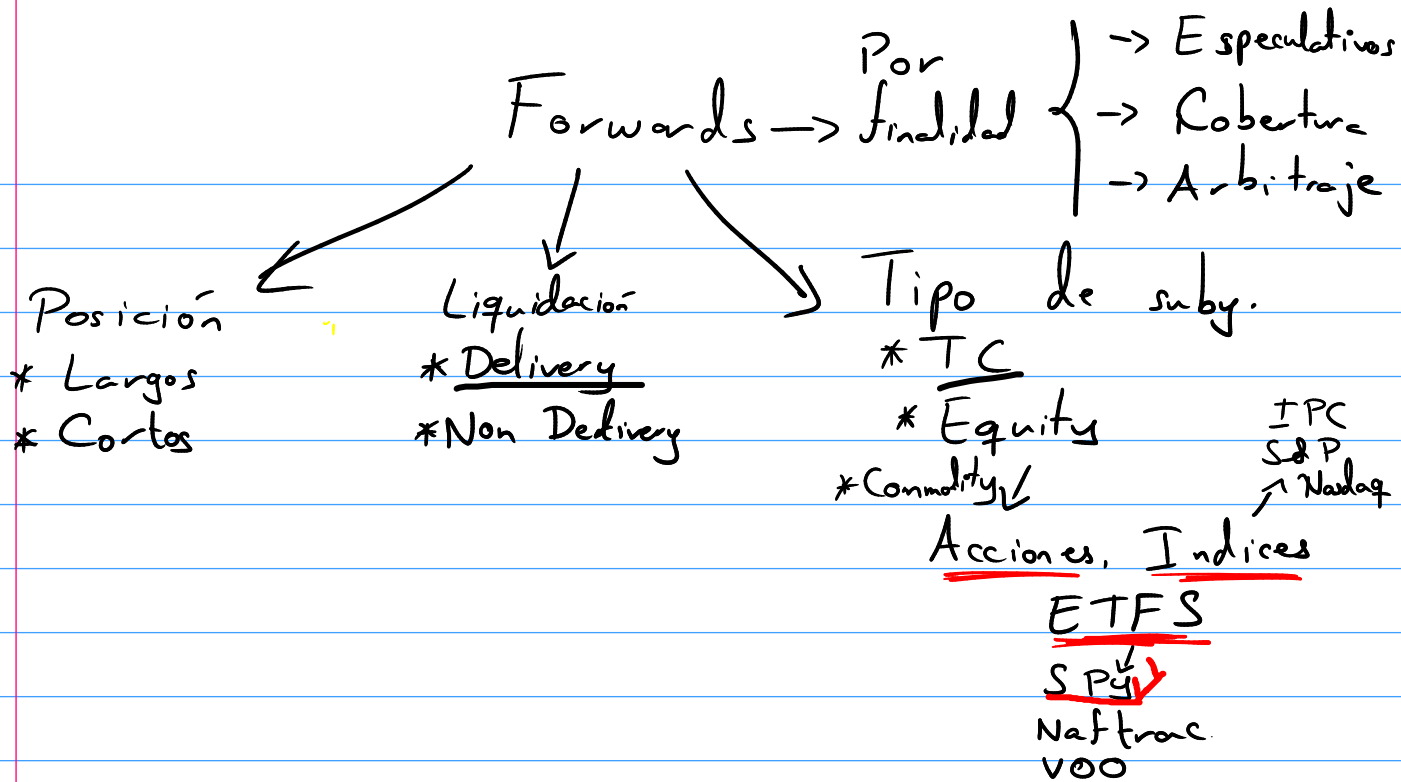 Forwards → Por finalidad
→ Especulativos
→ Cobertura
→ Arbitraje
Posición
* Largos
* Cortos
Liquidación
* Delivery
* Non Delivery
Tipo de suby.
* TC
* Equity
* Commodity
Acciones, Indices
IPC
S&P
Nasdaq
ETFS
SPY
Naftrac
VOO